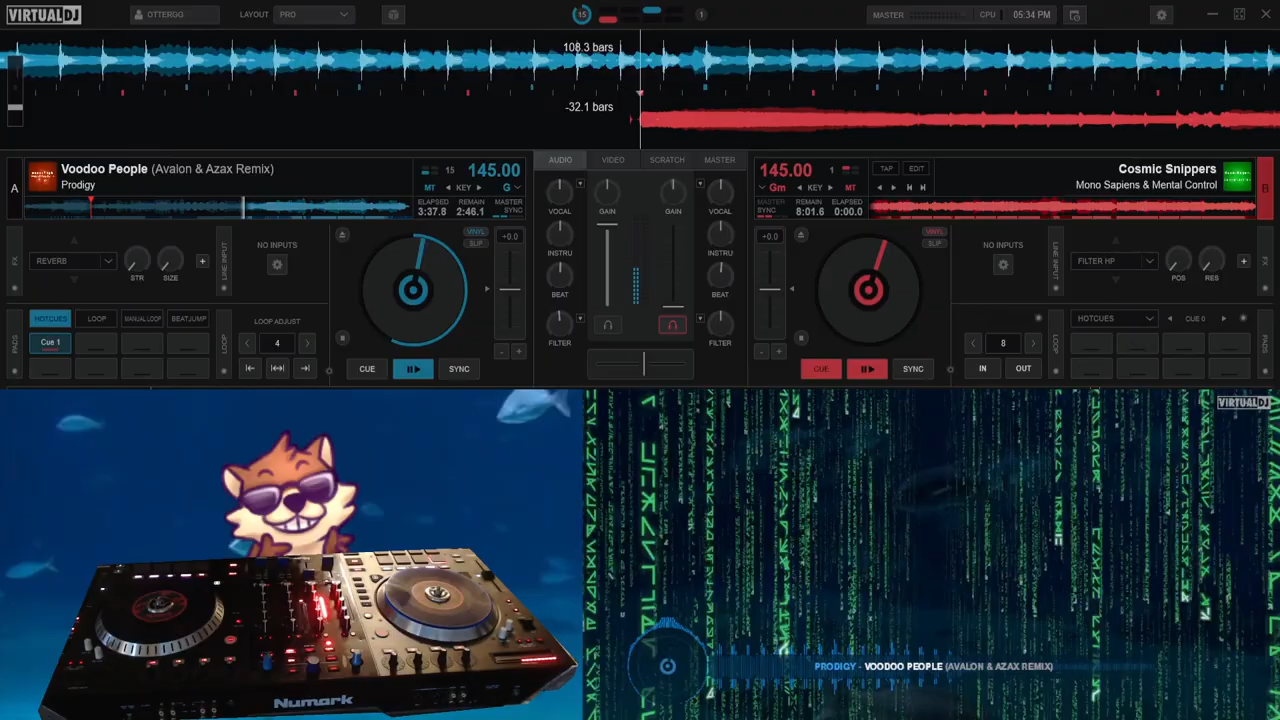 VIRTUALDJ
OTTERGG
LAYOUT
PRO
15
1
MASTER
CPU
05:34 PM
108.3 bars
-32.1 bars
A
Voodoo People (Avalon & Azax Remix)
Prodigy
15
145.00
MT
KEY
G
ELAPSED
REMAIN
MASTER
3:37.8
2:46.1
SYNC
AUDIO
VIDEO
SCRATCH
MASTER
145.00
1
TAP
EDIT
Gm
KEY
MT
MASTER
REMAIN
ELAPSED
SYNC
8:01.6
0:00.0
Cosmic Snippers
Mono Sapiens & Mental Control
B
FX
REVERB
STR
SIZE
LINE INPUT
NO INPUTS
VINYL
SLIP
+0.0
VOCAL
GAIN
GAIN
VOCAL
INSTRU
INSTRU
BEAT
BEAT
FILTER
FILTER
+0.0
VINYL
SLIP
NO INPUTS
LINE INPUT
FILTER HP
POS
RES
FX
PADS
HOTCUES
LOOP
MANUAL LOOP
BEATJUMP
Cue 1
LOOP
LOOP ADJUST
4
CUE
SYNC
CUE
SYNC
8
IN
OUT
LOOP
HOTCUES
CUE 0
PADS
VIRTUALDJ
Numark
PRODIGY - VOODOO PEOPLE (AVALON & AZAX REMIX)